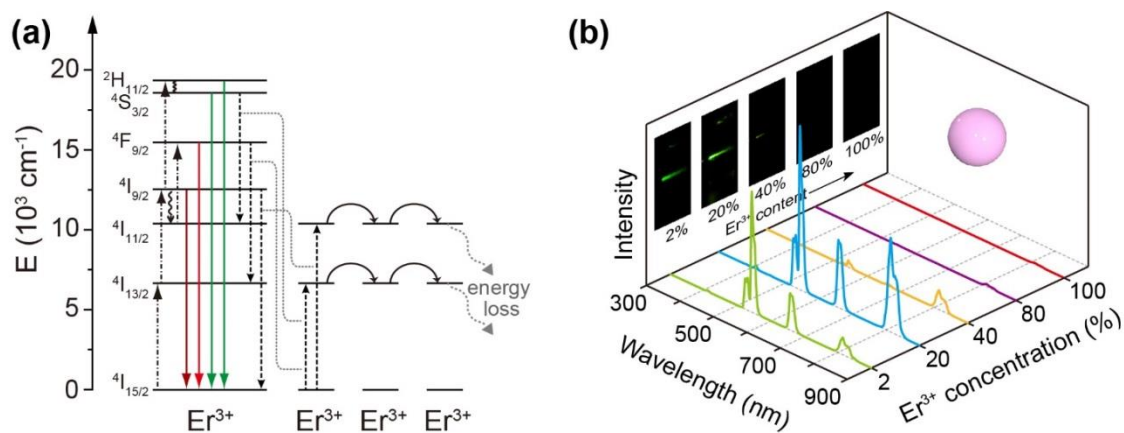 (a)
E (10³ cm⁻¹)
20
15
10
5
0
²H₁₁/₂
⁴S₃/₂
⁴F₉/₂
⁴I₉/₂
⁴I₁₁/₂
⁴I₁₃/₂
⁴I₁₅/₂
energy
loss
Er³⁺
Er³⁺ Er³⁺ Er³⁺
(b)
Intensity
2%
20%
40%
80%
100%
Er³⁺ content
300
500
700
900
Wavelength (nm)
2
20
40
80
100
Er³⁺ concentration (%)